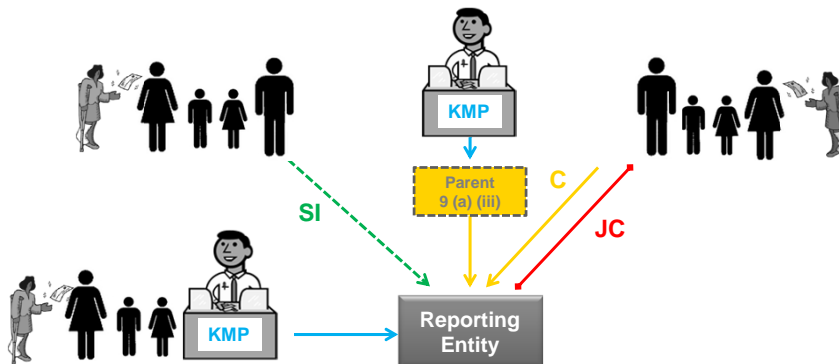 KMP
Parent
9 (a) (iii)
C
SI
JC
KMP
Reporting
Entity